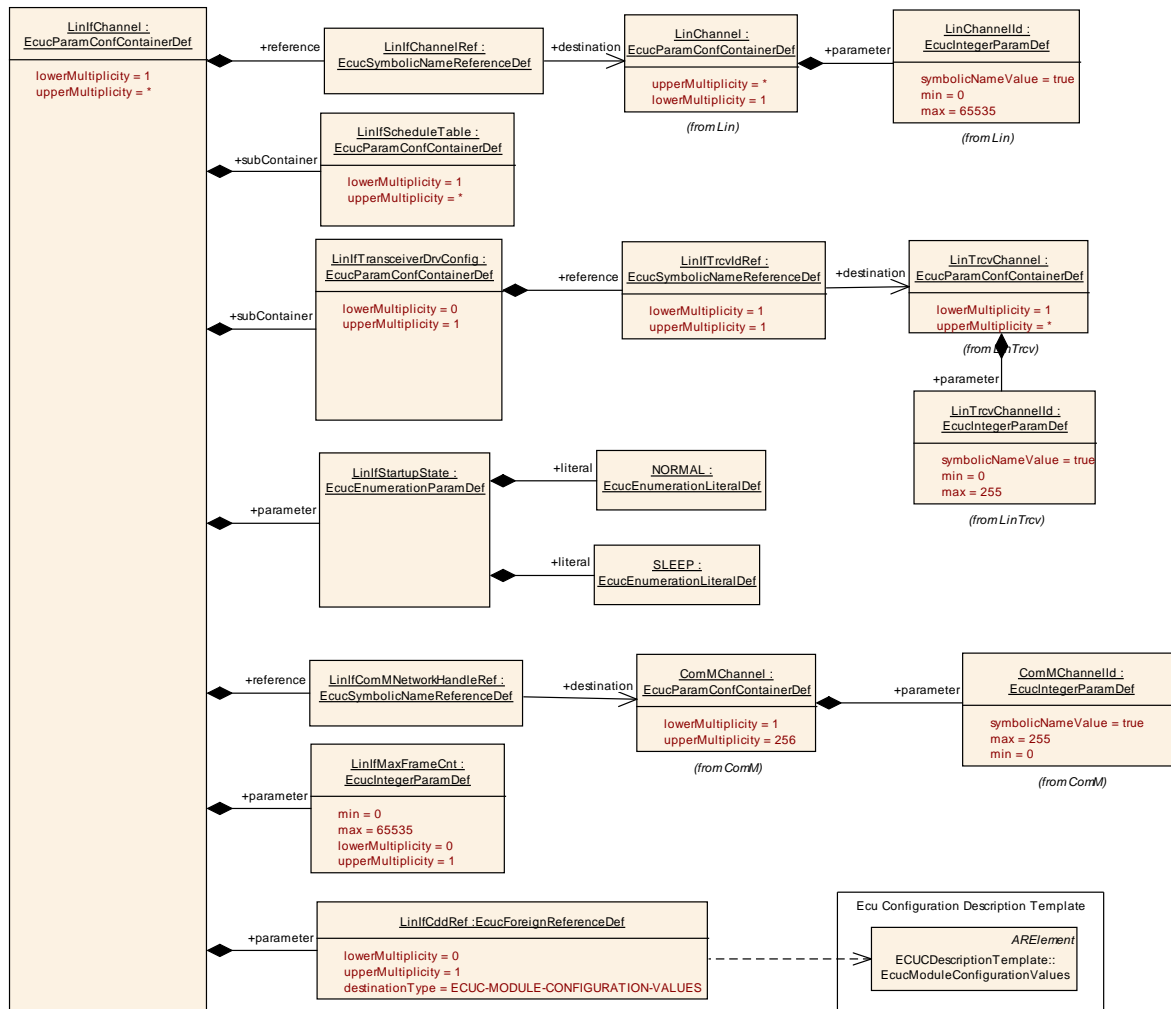 LinIfChannel :
EcucParamConfContainerDef
lowerMultiplicity = 1
upperMultiplicity = *
+reference
LinIfChannelRef :
EcucSymbolicNameReferenceDef
+destination
LinChannel :
EcucParamConfContainerDef
upperMultiplicity = *
lowerMultiplicity = 1
(from Lin)
+parameter
LinChannelId :
EcucIntegerParamDef
symbolicNameValue = true
min = 0
max = 65535
(from Lin)
+subContainer
LinIfScheduleTable :
EcucParamConfContainerDef
lowerMultiplicity = 1
upperMultiplicity = *
+subContainer
LinIfTransceiverDrvConfig :
EcucParamConfContainerDef
lowerMultiplicity = 0
upperMultiplicity = 1
+reference
LinIfTrcvIdRef :
EcucSymbolicNameReferenceDef
lowerMultiplicity = 1
upperMultiplicity = 1
+destination
LinTrcvChannel :
EcucParamConfContainerDef
lowerMultiplicity = 1
upperMultiplicity = *
(from LinTrcv)
+parameter
LinTrcvChannelId :
EcucIntegerParamDef
symbolicNameValue = true
min = 0
max = 255
(from LinTrcv)
+parameter
LinIfStartupState :
EcucEnumerationParamDef
+literal
NORMAL :
EcucEnumerationLiteralDef
+literal
SLEEP :
EcucEnumerationLiteralDef
+reference
LinIfComMNetworkHandleRef :
EcucSymbolicNameReferenceDef
+destination
ComMChannel :
EcucParamConfContainerDef
lowerMultiplicity = 1
upperMultiplicity = 256
(from ComM)
+parameter
ComMChannelId :
EcucIntegerParamDef
symbolicNameValue = true
max = 255
min = 0
(from ComM)
+parameter
LinIfMaxFrameCnt :
EcucIntegerParamDef
min = 0
max = 65535
lowerMultiplicity = 0
upperMultiplicity = 1
+parameter
LinIfCddRef :EcucForeignReferenceDef
lowerMultiplicity = 0
upperMultiplicity = 1
destinationType = ECUC-MODULE-CONFIGURATION-VALUES
Ecu Configuration Description Template
ARElement
ECUCDescriptionTemplate::
EcucModuleConfigurationValues